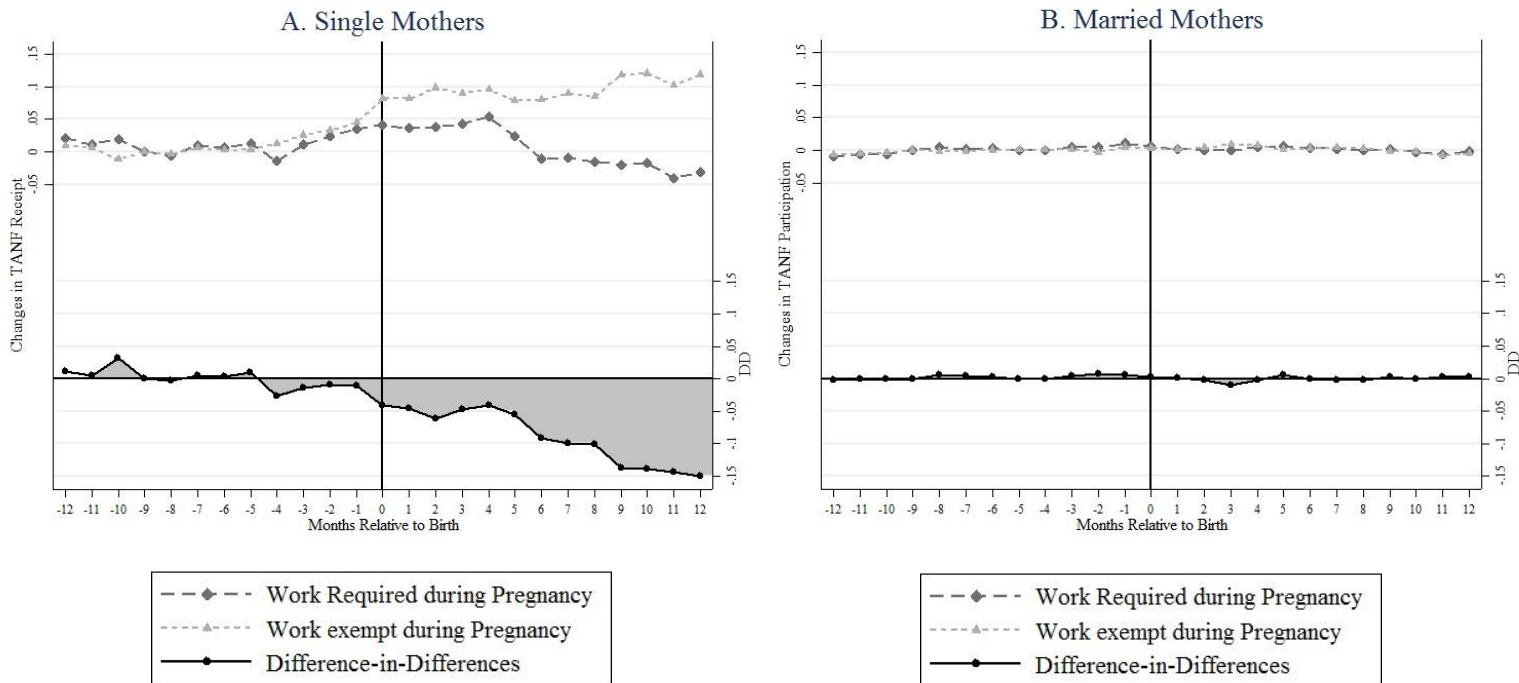 A. Single Mothers
Changes in TANF Receipt
.15
.1
.05
0
-.05
.15
.1
.05
0
-.05
-.1
-.15
DD
-12 -11 -10 -9 -8 -7 -6 -5 -4 -3 -2 -1 0 1 2 3 4 5 6 7 8 9 10 11 12
Months Relative to Birth
Work Required during Pregnancy
Work exempt during Pregnancy
Difference-in-Differences
B. Married Mothers
Changes in TANF Participation
.15
.1
.05
0
-.05
.15
.1
.05
0
-.05
-.1
-.15
DD
-12 -11 -10 -9 -8 -7 -6 -5 -4 -3 -2 -1 0 1 2 3 4 5 6 7 8 9 10 11 12
Months Relative to Birth
Work Required during Pregnancy
Work exempt during Pregnancy
Difference-in-Differences